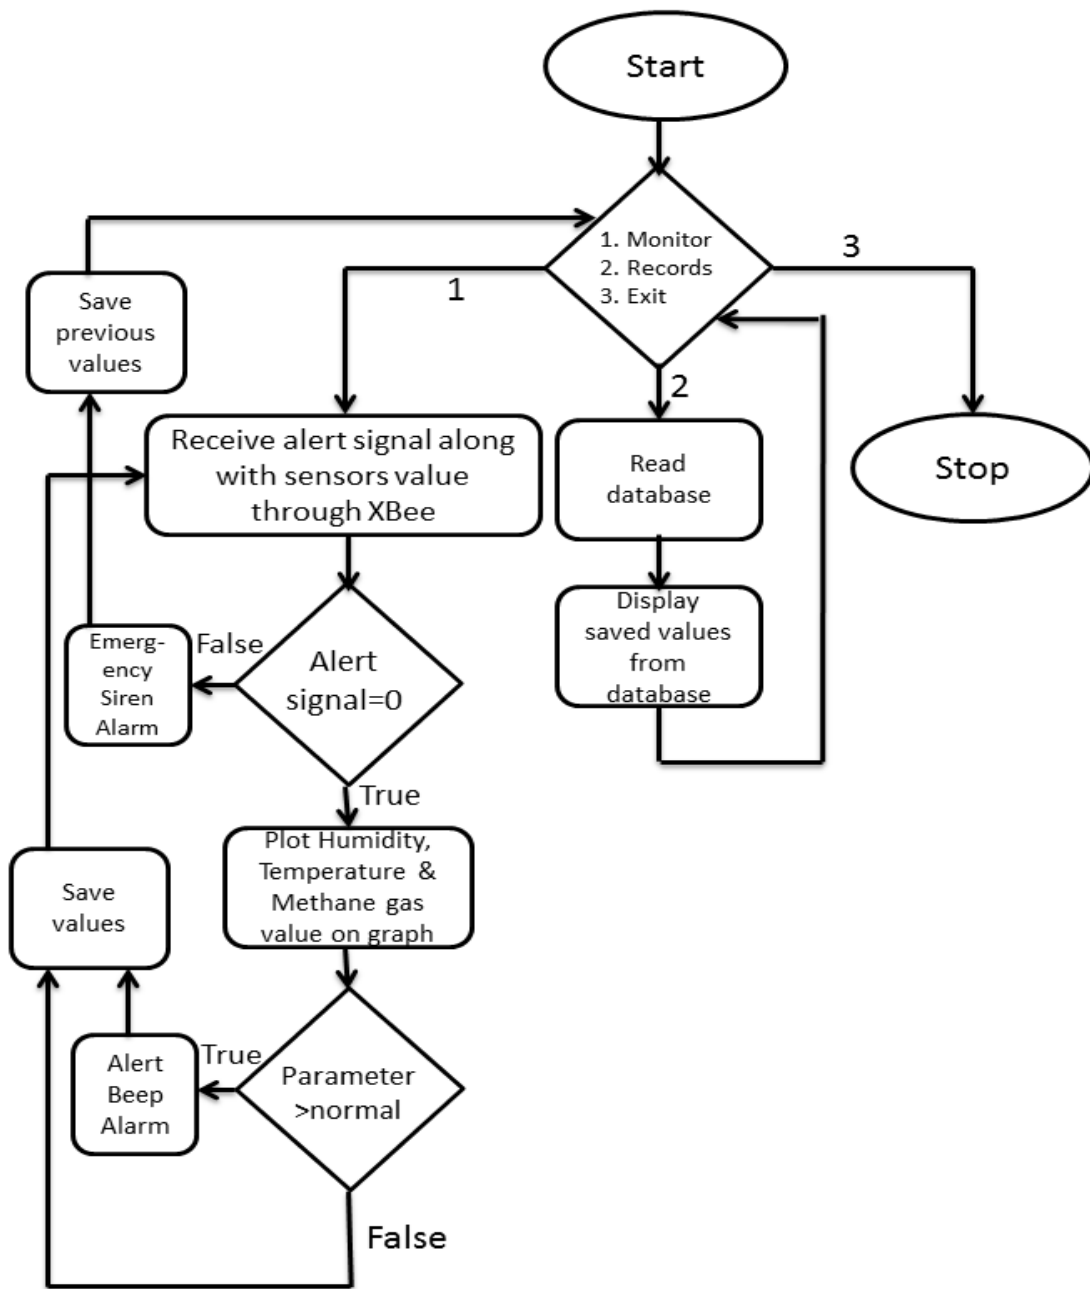 Start
1. Monitor
2. Records
3. Exit
1
2
3
Save
previous
values
Receive alert signal along
with sensors value
through XBee
Read
database
Stop
Display
saved values
from
database
Emerg-
ency
Siren
Alarm
False
Alert
signal=0
True
Plot Humidity,
Temperature &
Methane gas
value on graph
Save
values
Alert
Beep
Alarm
True
Parameter
>normal
False